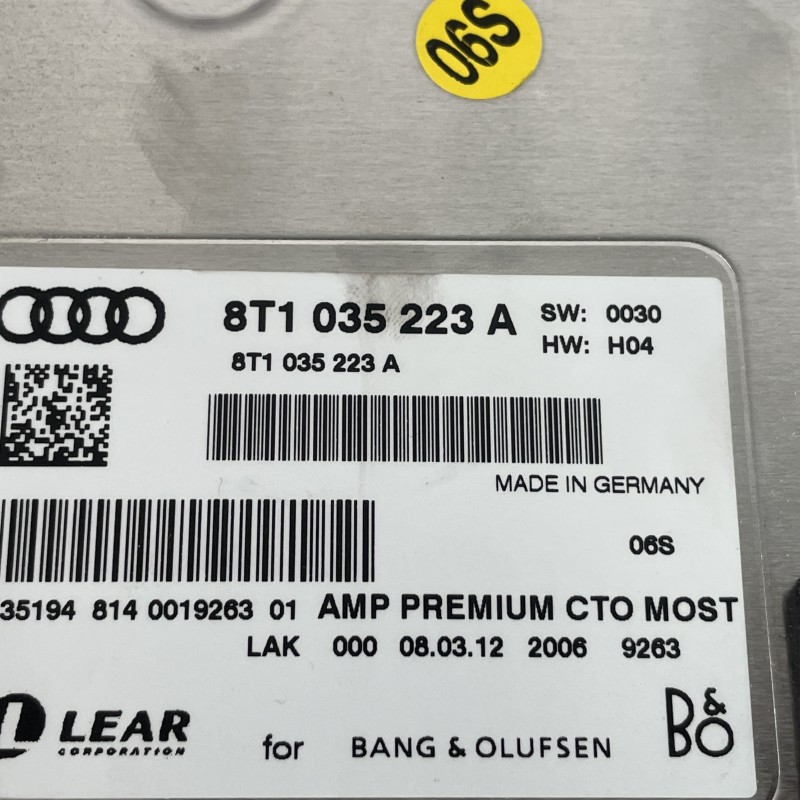 06S
8T1 035 223 A SW: 0030
8T1 035 223 A HW: H04
MADE IN GERMANY
06S
35194 814 0019263 01 AMP PREMIUM CTO MOST
LAK 000 08.03.12 2006 9263
LEAR
CORPORATION
for BANG & OLUFSEN
B&O